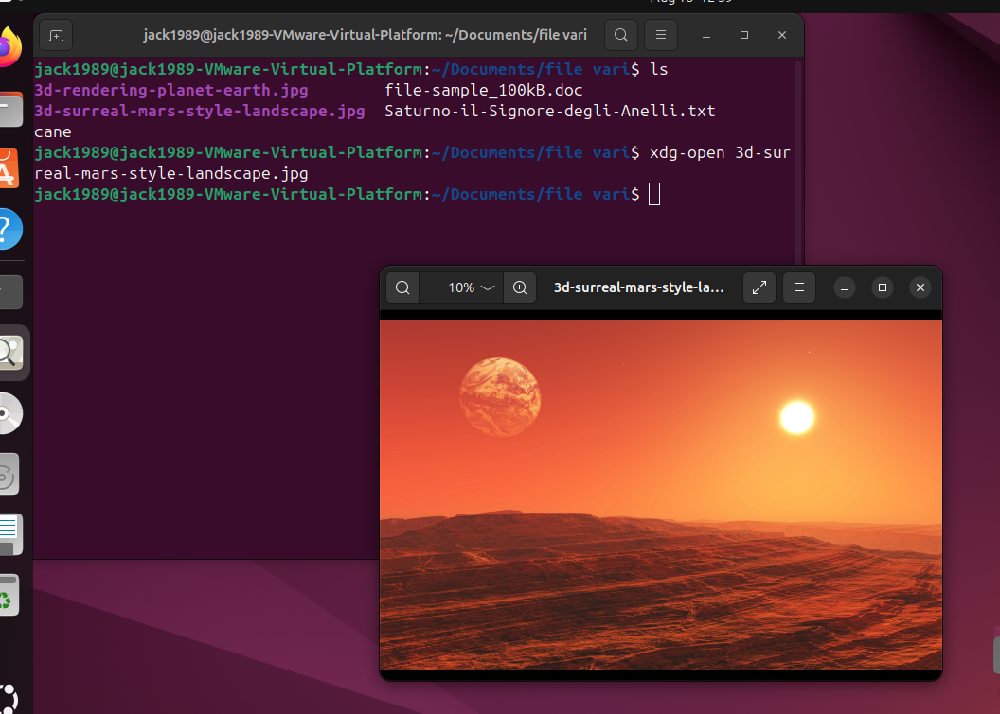 jack1989@jack1989-VMware-Virtual-Platform: ~/Documents/file vari
jack1989@jack1989-VMware-Virtual-Platform:~/Documents/file vari$ ls
3d-rendering-planet-earth.jpg file-sample_100kB.doc
3d-surreal-mars-style-landscape.jpg Saturno-il-Signore-degli-Anelli.txt
cane
jack1989@jack1989-VMware-Virtual-Platform:~/Documents/file vari$ xdg-open 3d-sur
real-mars-style-landscape.jpg
jack1989@jack1989-VMware-Virtual-Platform:~/Documents/file vari$
10% 3d-surreal-mars-style-la...